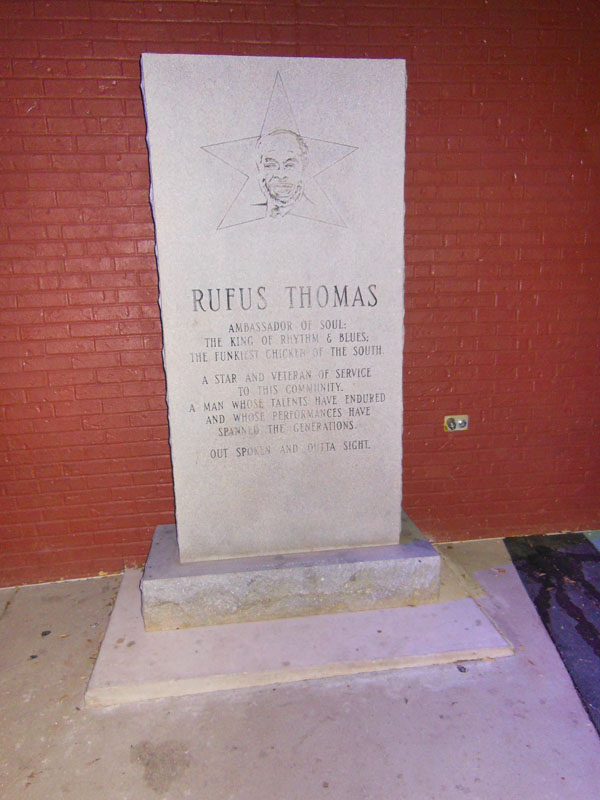 RUFUS THOMAS
AMBASSADOR OF SOUL;
THE KING OF RHYTHM & BLUES;
THE FUNKIEST CHICKEN OF THE SOUTH
A STAR AND VETERAN OF SERVICE
TO THIS COMMUNITY.
A MAN WHOSE TALENTS HAVE ENDURED
AND WHOSE PERFORMANCES HAVE
SPANNED THE GENERATIONS.
OUT SPOKEN AND OUTTA SIGHT.